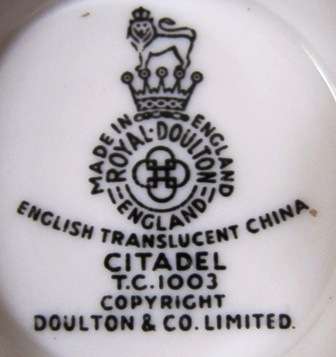 MADE IN ENGLAND
ROYAL·DOULTON
ENGLAND
ENGLISH TRANSLUCENT CHINA
CITADEL
T.C.1003
COPYRIGHT
DOULTON & CO. LIMITED.